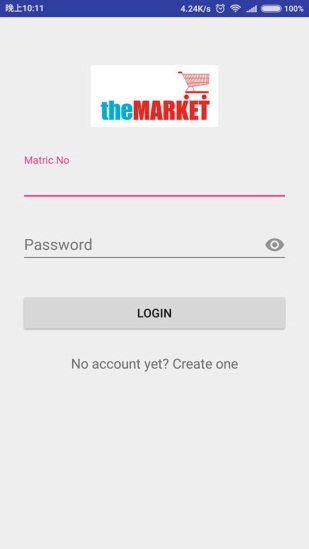 晚上10:11
4.24K/s
100%
theMARKET
Matric No
Password
LOGIN
No account yet? Create one